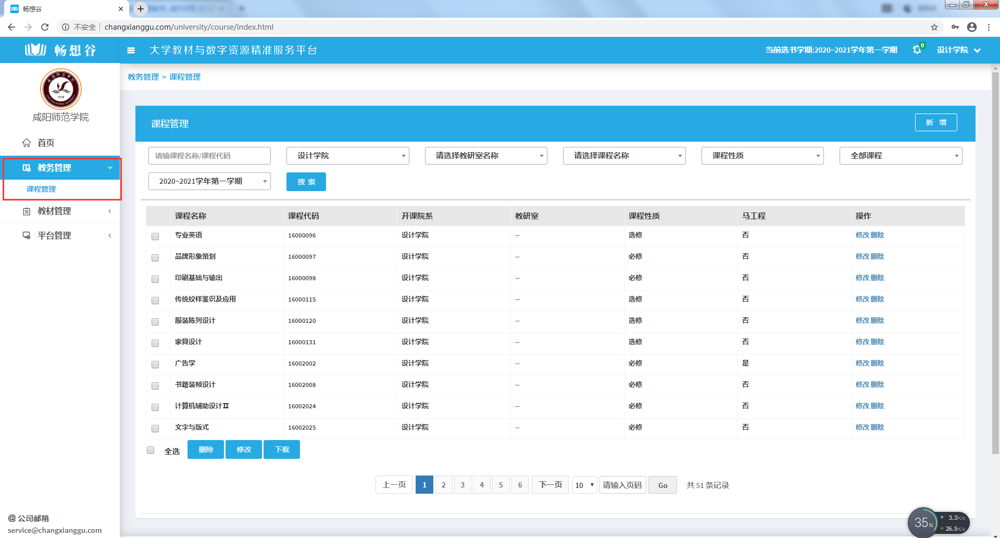 畅想谷
不安全 changxianggu.com/university/course/index.html
畅想谷 大学教材与数字资源精准服务平台 当前选书学期:2020~2021学年第一学期 0 设计学院
1978
咸阳师范学院
首页
教务管理
课程管理
教材管理
平台管理
@ 公司邮箱
service@changxianggu.com
教务管理 > 课程管理
课程管理 新 增
请输课程名称/课程代码 设计学院 请选择教研室名称 请选择课程名称 课程性质 全部课程
2020~2021学年第一学期 搜 索
课程名称 课程代码 开课院系 教研室 课程性质 马工程 操作
专业英语 16000096 设计学院 -- 选修 否 修改 删除
品牌形象策划 16000097 设计学院 -- 必修 否 修改 删除
印刷基础与输出 16000098 设计学院 -- 必修 否 修改 删除
传统纹样鉴识及应用 16000115 设计学院 -- 选修 否 修改 删除
服装陈列设计 16000120 设计学院 -- 选修 否 修改 删除
家具设计 16000131 设计学院 -- 选修 否 修改 删除
广告学 16002002 设计学院 -- 必修 是 修改 删除
书籍装帧设计 16002008 设计学院 -- 必修 否 修改 删除
计算机辅助设计II 16002024 设计学院 -- 必修 否 修改 删除
文字与版式 16002025 设计学院 -- 必修 否 修改 删除
全选 删除 修改 下载
上一页 1 2 3 4 5 6 下一页 10 请输入页码 Go 共 51 条记录
35% 3.3K/s
26.5K/s